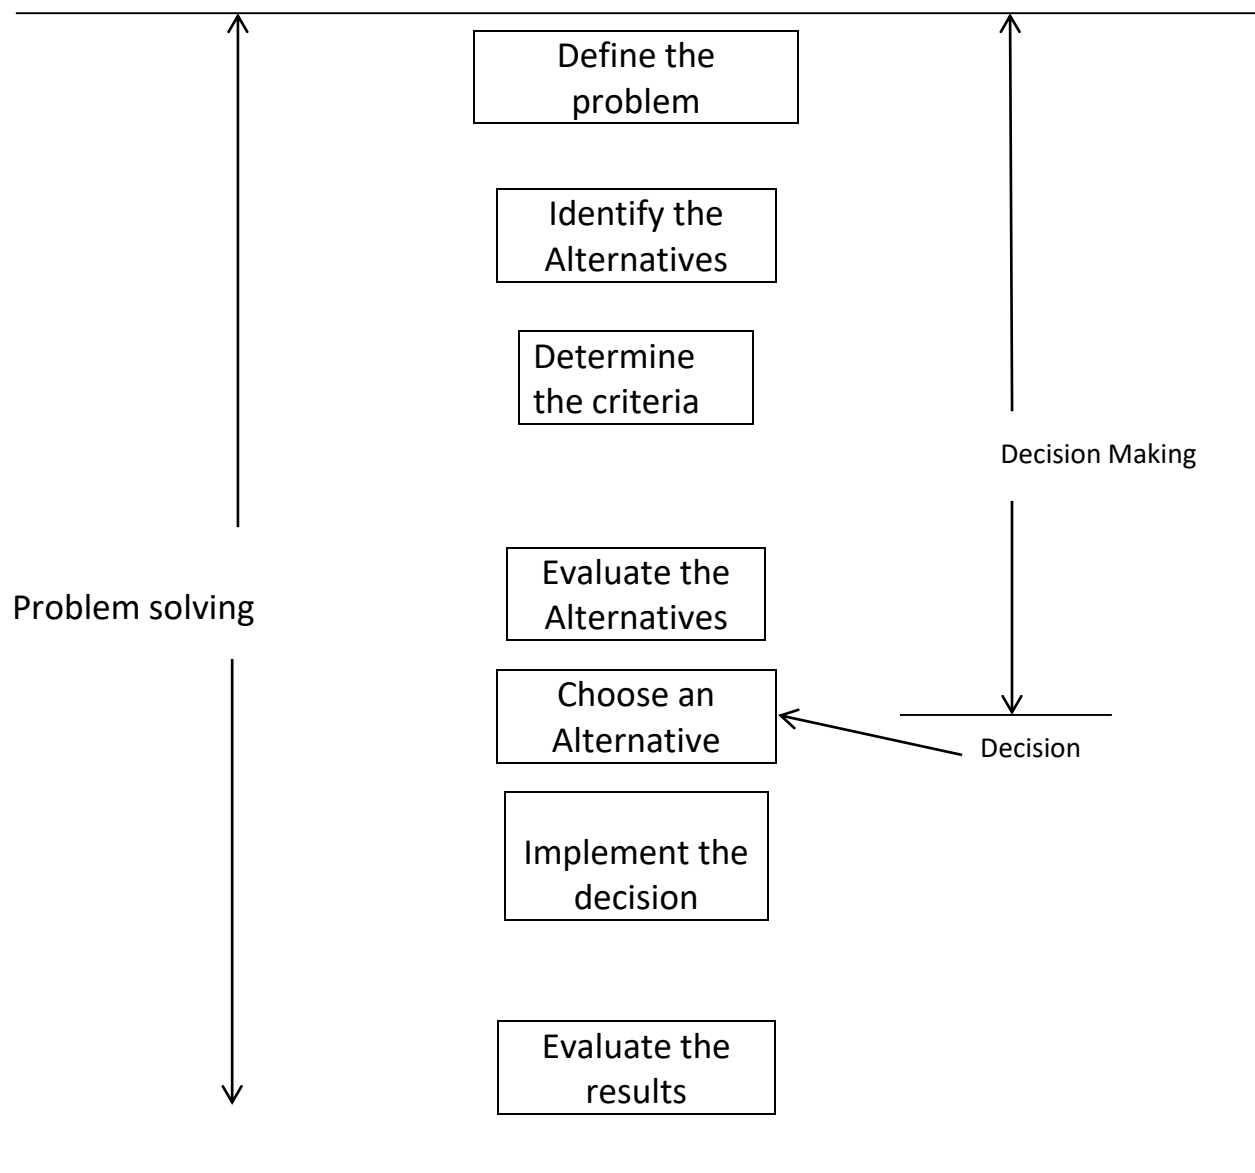 Define the
problem
Identify the
Alternatives
Determine
the criteria
Decision Making
Evaluate the
Alternatives
Problem solving
Choose an
Alternative
Decision
Implement the
decision
Evaluate the
results